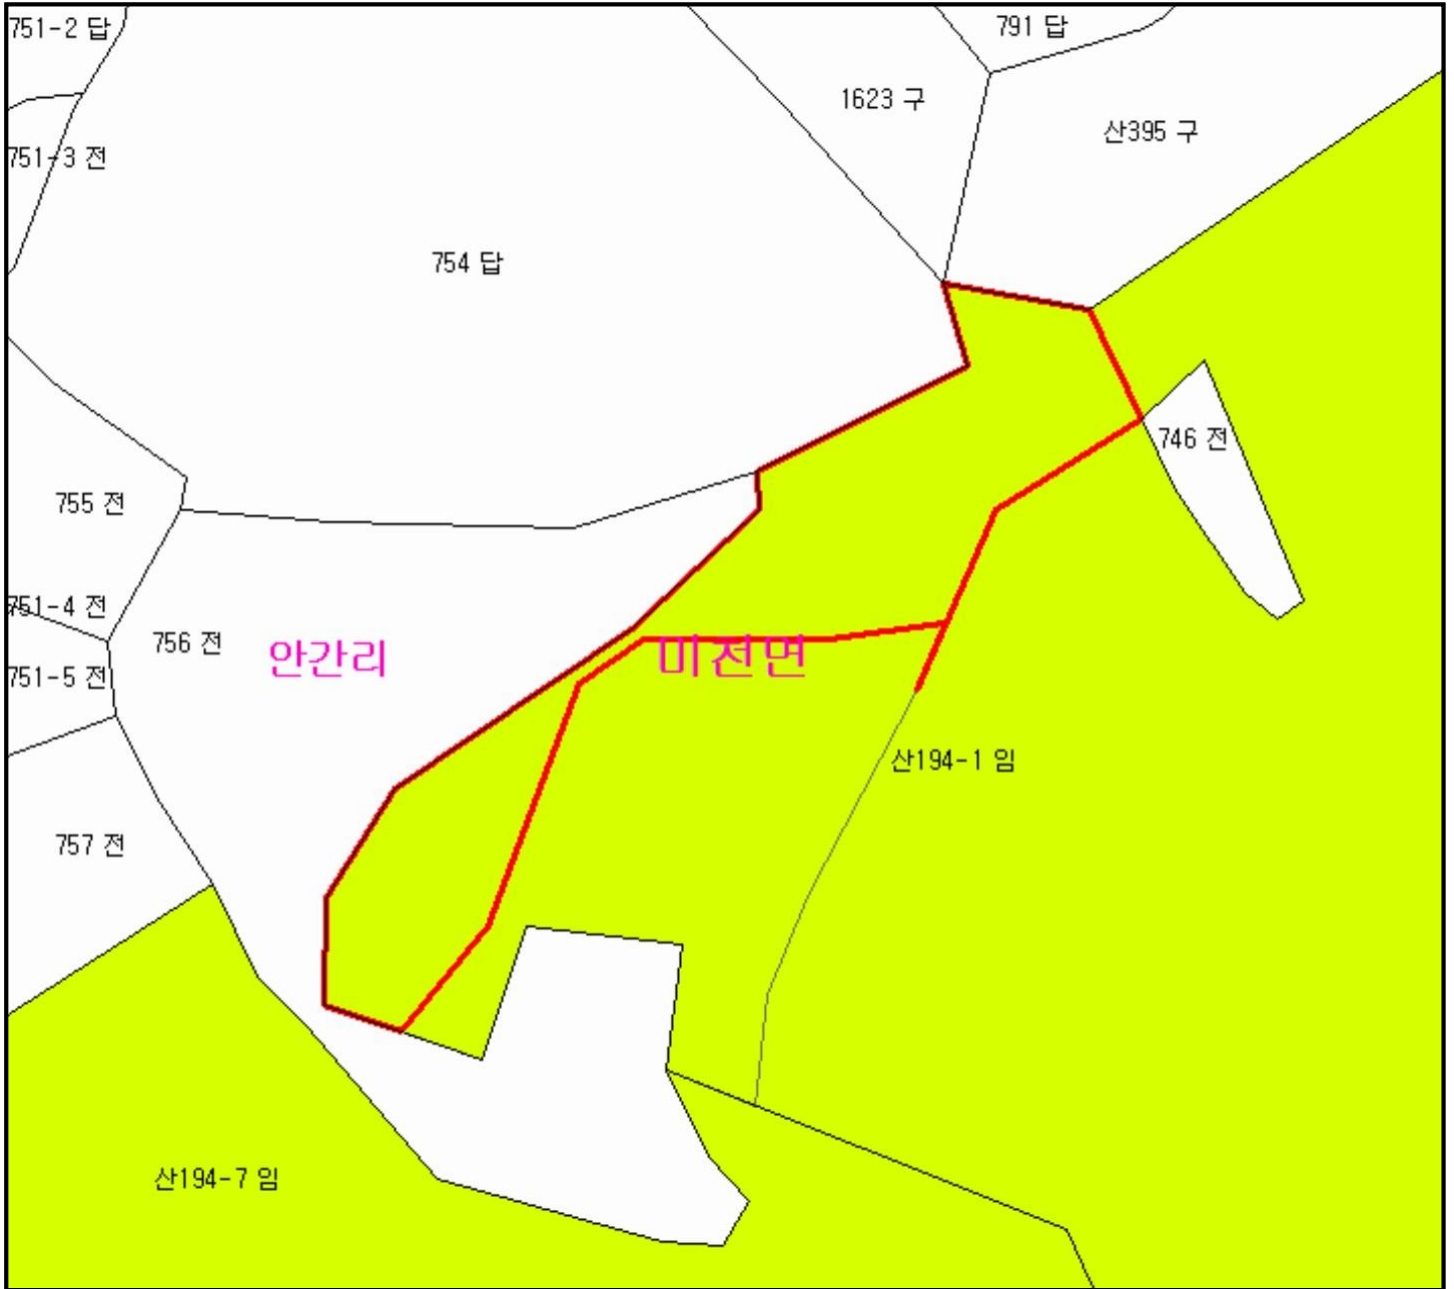 751-2 답
791 답
1623 구
산395 구
751-3 전
754 답
746 전
755 전
751-4 전
756 전
안간리
미천면
751-5 전
산194-1 임
757 전
산194-7 임